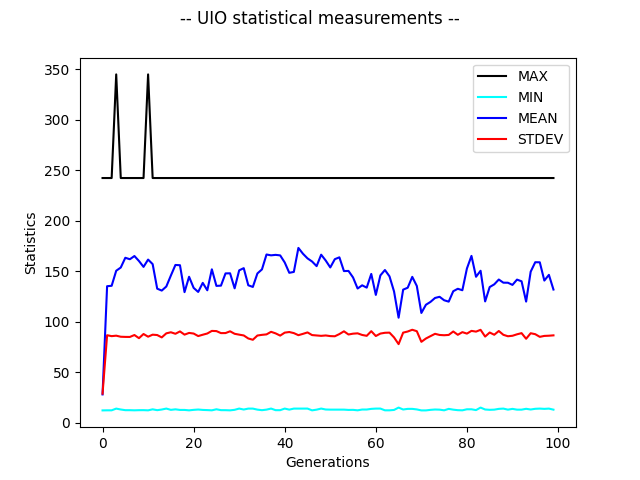 -- UIO statistical measurements --
350
300
250
200
150
100
50
0
Statistics
MAX
MIN
MEAN
STDEV
0 20 40 60 80 100
Generations